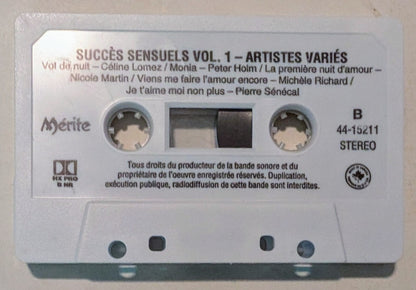 SUCCÈS SENSUELS VOL. 1 – ARTISTES VARIÉS
Vol de nuit – Céline Lomez / Monia – Peter Holm / La première nuit d'amour –
Nicole Martin / Viens me faire l'amour encore – Michèle Richard /
Je t'aime moi non plus – Pierre Sénécal
Mérite
B
44-15211
STEREO
HX PRO
B NR
Tous droits du producteur de la bande sonore et du
propriétaire de l'oeuvre enregistrée réservés. Duplication,
exécution publique, radiodiffusion de cette bande sont interdites.